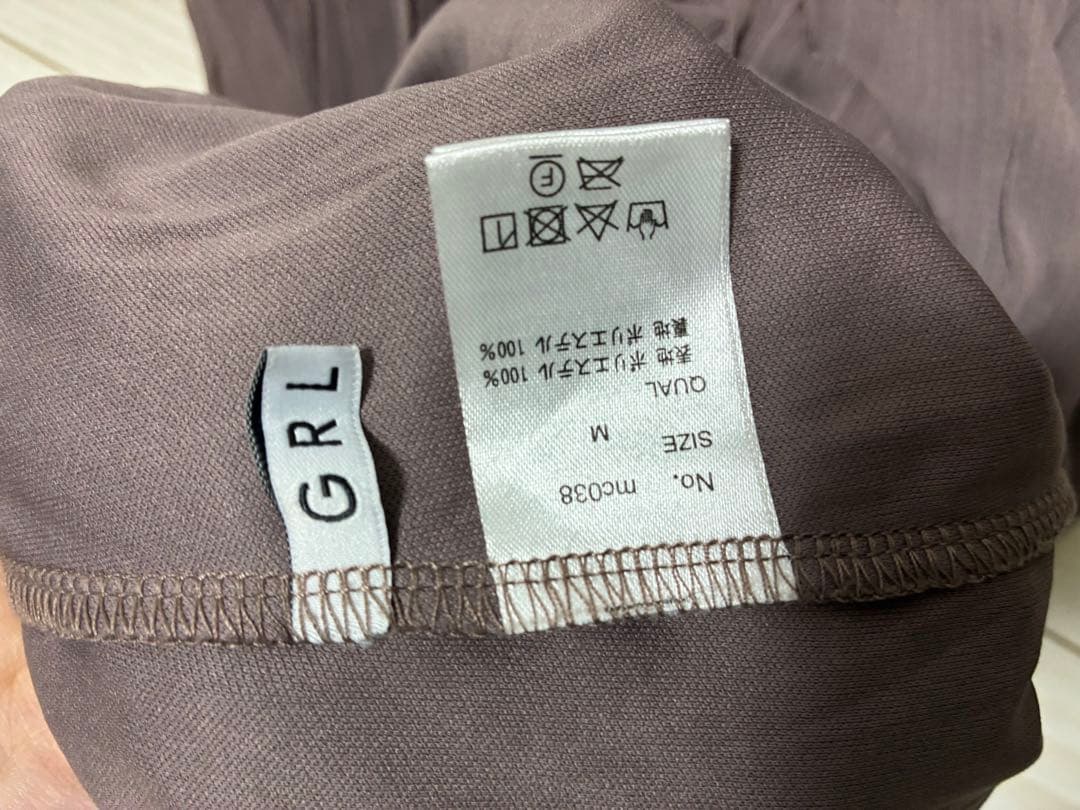 GRL
No. mc038
SIZE M
QUAL
表地 ポリエステル 100%
裏地 ポリエステル 100%
F